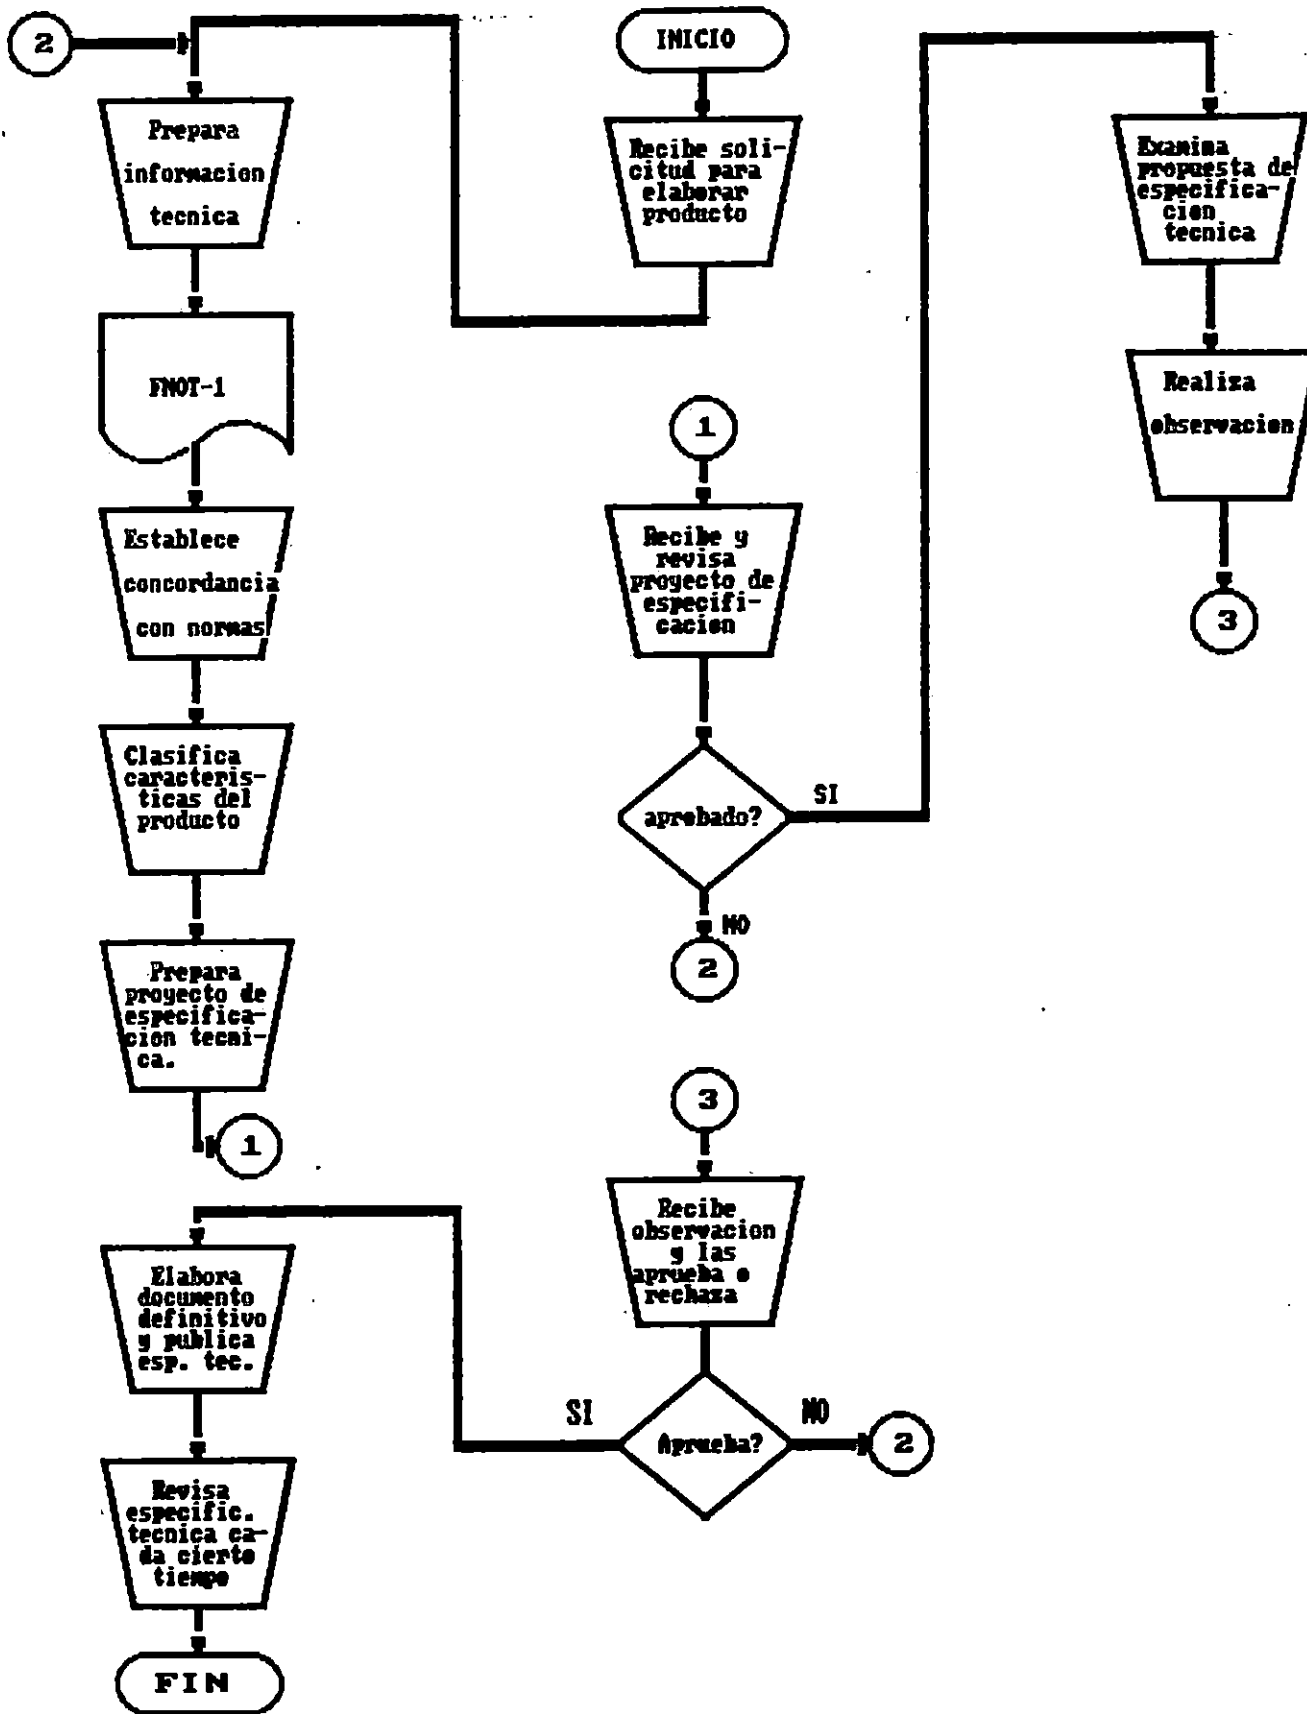 2
INICIO
Prepara
informacion
tecnica
Recibe soli-
citud para
elaborar
producto
Examina
propuesta de
especifica-
cion
tecnica
FNOT-1
Realiza
observacion
1
Establece
concordancia
con normas
Recibe y
revisa
proyecto de
especifi-
cacion
3
Clasifica
caracteris-
ticas del
producto
aprobado?
SI
NO
2
Prepara
proyecto de
especifica-
cion tecni-
ca.
1
3
Recibe
observacion
y las
aprueba o
rechaza
Elabora
documento
definitivo
y publica
esp. tec.
SI
Aprueba?
NO
2
Revisa
especific.
tecnica ca-
da cierto
tiempo
FIN